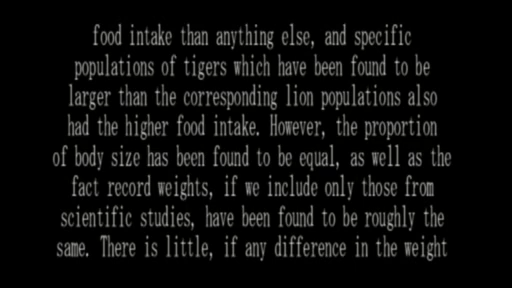 food intake than anything else, and specific
populations of tigers which have been found to be
larger than the corresponding lion populations also
had the higher food intake. However, the proportion
of body size has been found to be equal, as well as the
fact record weights, if we include only those from
scientific studies, have been found to be roughly the
same. There is little, if any difference in the weight